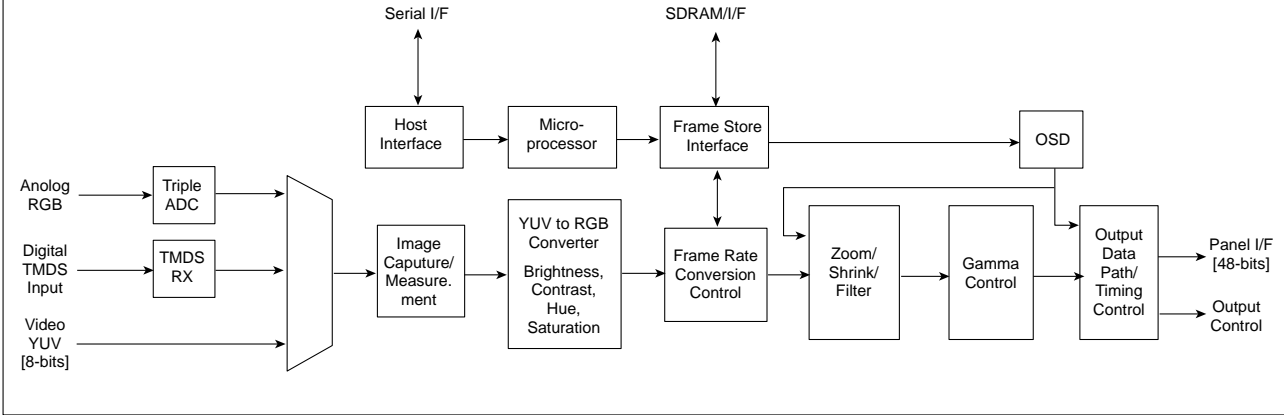 Serial I/F
SDRAM/I/F
Host
Interface
Micro-
processor
Frame Store
Interface
OSD
Anolog
RGB
Triple
ADC
Digital
TMDS
Input
TMDS
RX
Video
YUV
[8-bits]
Image
Caputure/
Measure.
ment
YUV to RGB
Converter
Brightness,
Contrast,
Hue,
Saturation
Frame Rate
Conversion
Control
Zoom/
Shrink/
Filter
Gamma
Control
Output
Data
Path/
Timing
Control
Panel I/F
[48-bits]
Output
Control